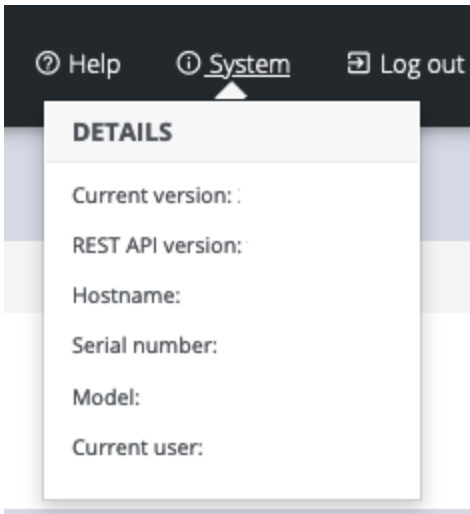 Help System Log out
DETAILS
Current version:
REST API version:
Hostname:
Serial number:
Model:
Current user: